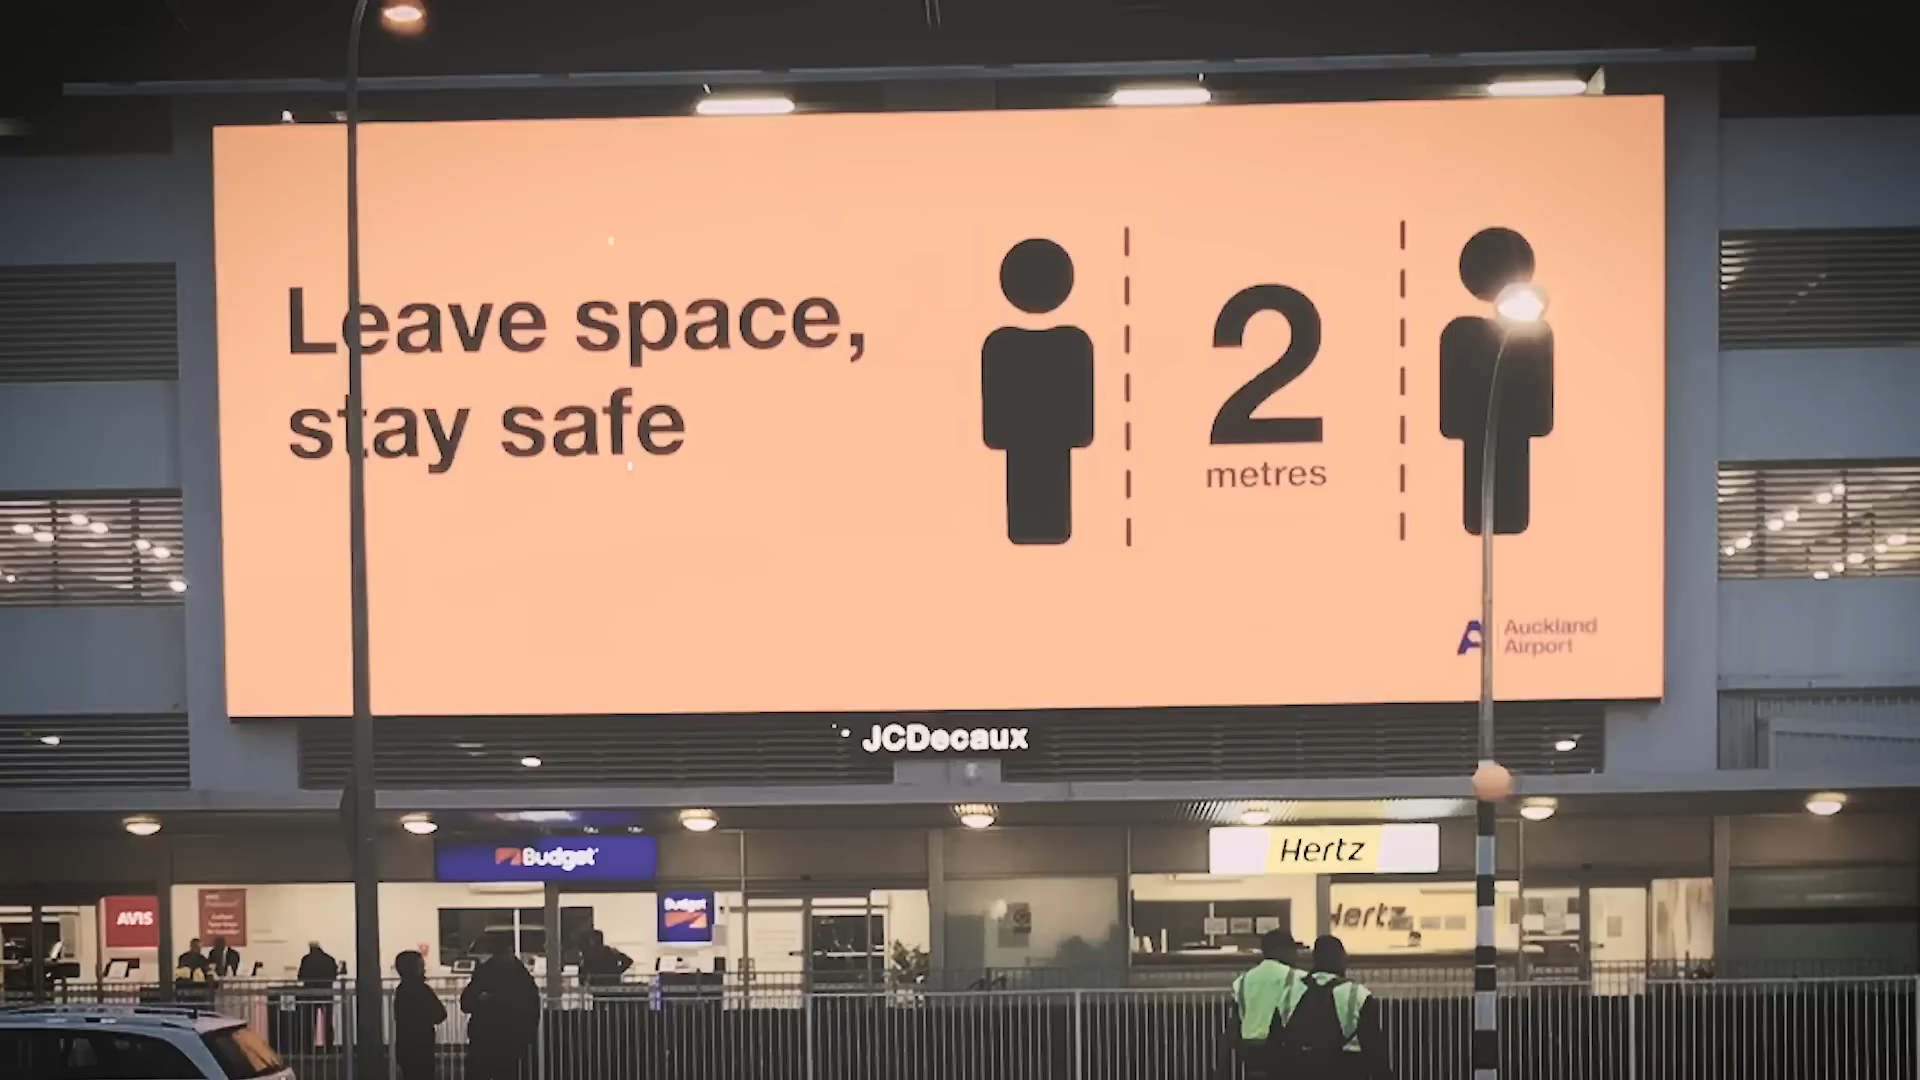 Leave space,
stay safe
2
metres
Auckland
Airport
JCDecaux
Budget
Hertz
AVIS
Budget
Hertz